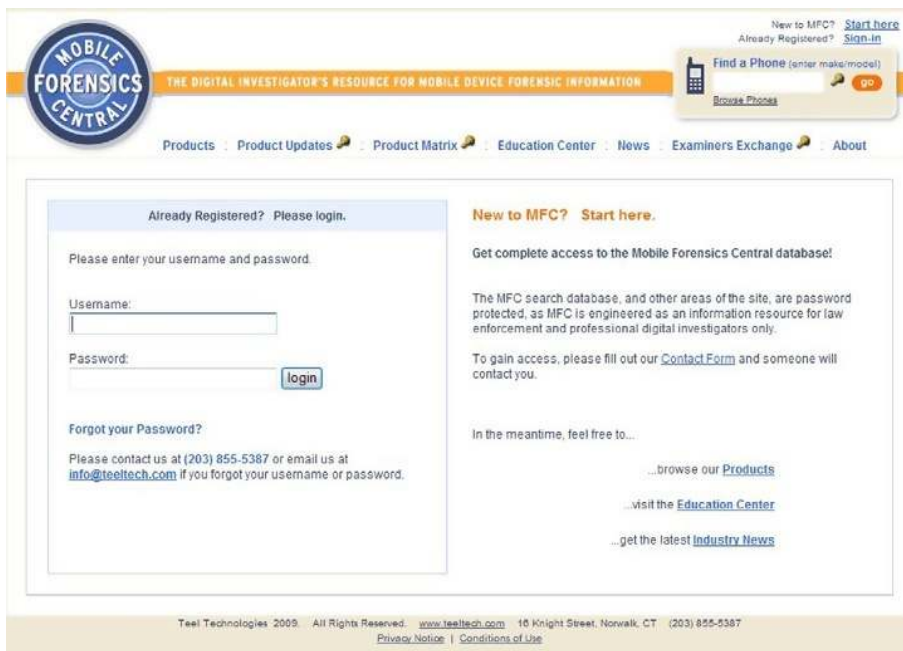 New to MFC? Start here
Already Registered? Sign-in
MOBILE
FORENSICS
CENTRAL
THE DIGITAL INVESTIGATOR'S RESOURCE FOR MOBILE DEVICE FORENSIC INFORMATION
Find a Phone (enter make/model)
go
Browse Phones
Products : Product Updates : Product Matrix : Education Center : News : Examiners Exchange : About
Already Registered? Please login.
Please enter your username and password.
Username:
Password:
login
Forgot your Password?
Please contact us at (203) 855-5387 or email us at
info@teeltech.com if you forgot your username or password.
New to MFC? Start here.
Get complete access to the Mobile Forensics Central database!
The MFC search database, and other areas of the site, are password
protected, as MFC is engineered as an information resource for law
enforcement and professional digital investigators only.
To gain access, please fill out our Contact Form and someone will
contact you.
In the meantime, feel free to...
...browse our Products
...visit the Education Center
...get the latest Industry News
Teel Technologies 2009. All Rights Reserved. www.teeltech.com 16 Knight Street, Norwalk, CT (203) 855-5387
Privacy Notice | Conditions of Use